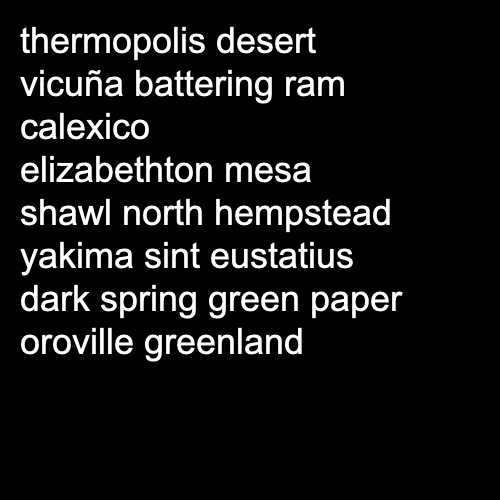 thermopolis desert
vicuña battering ram
calexico
elizabethton mesa
shawl north hempstead
yakima sint eustatius
dark spring green paper
oroville greenland